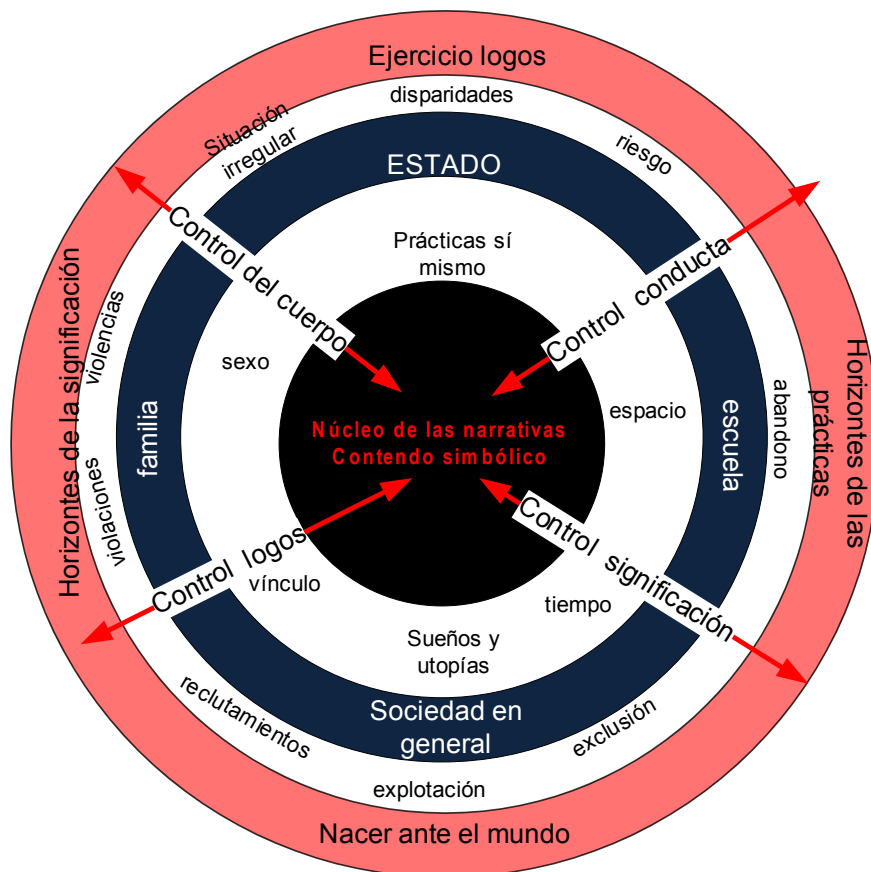 Ejercicio logos
disparidades
Situación
irregular
riesgo
ESTADO
Control del cuerpo
Control conducta
Prácticas sí
mismo
Horizontes de la significación
violencias
violaciones
familia
sexo
Núcleo de las narrativas
Contendo simbólico
espacio
escuela
abandono
Horizontes de las
prácticas
Control logos
vínculo
Control significación
tiempo
Sueños y
utopías
Sociedad en
general
reclutamientos
exclusión
explotación
Nacer ante el mundo